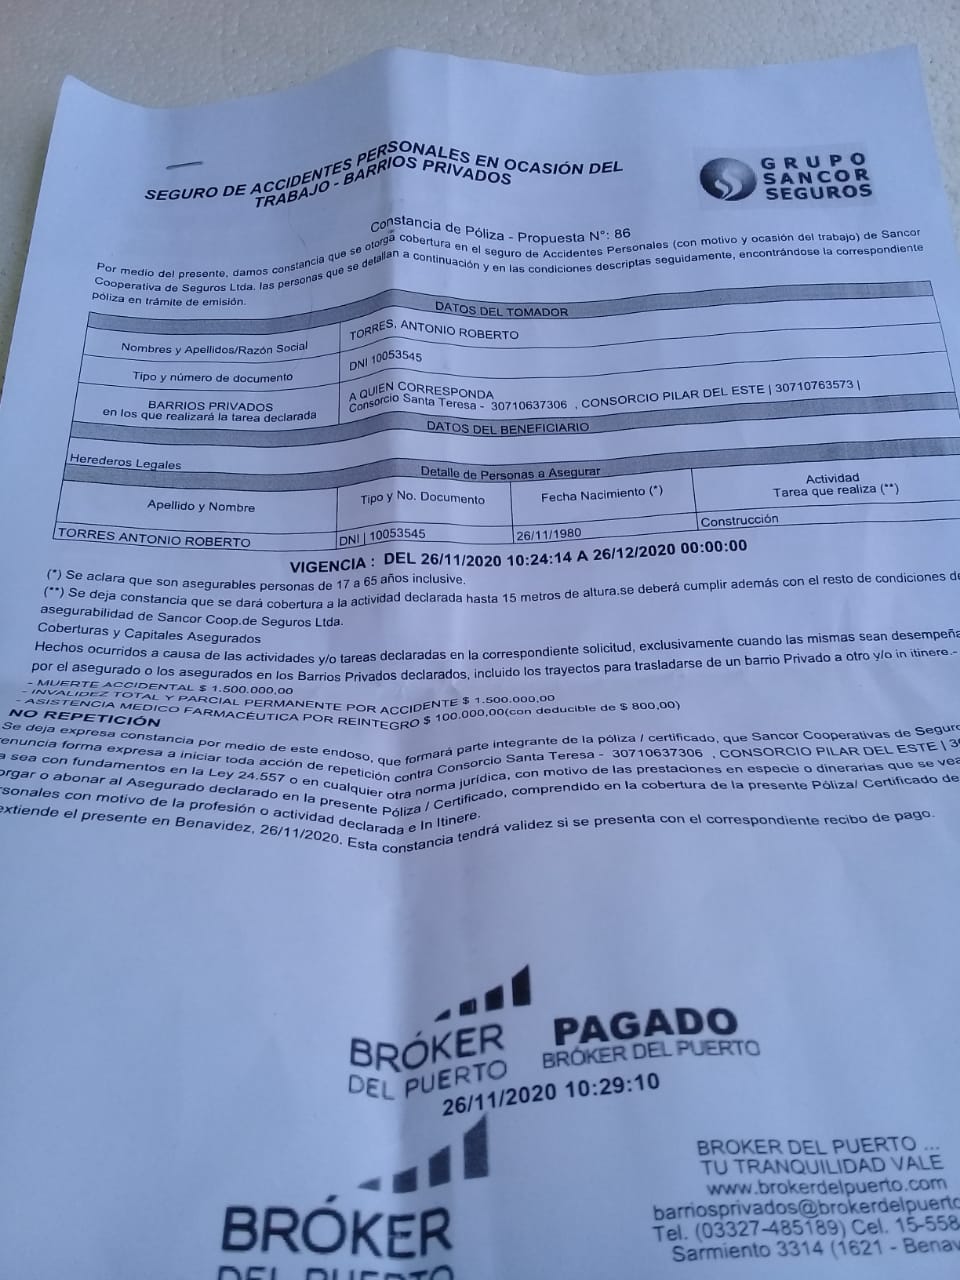 SEGURO DE ACCIDENTES PERSONALES EN OCASIÓN DEL
TRABAJO - BARRIOS PRIVADOS
GRUPO
SANCOR
SEGUROS
Constancia de Póliza - Propuesta N°: 86
Por medio del presente, damos constancia que se otorga cobertura en el seguro de Accidentes Personales (con motivo y ocasión del trabajo) de Sancor
Cooperativa de Seguros Ltda. las personas que se detallan a continuación y en las condiciones descriptas seguidamente, encontrándose la correspondiente
póliza en trámite de emisión.
DATOS DEL TOMADOR
Nombres y Apellidos/Razón Social TORRES, ANTONIO ROBERTO
Tipo y número de documento DNI 10053545
BARRIOS PRIVADOS
en los que realizará la tarea declarada
A QUIEN CORRESPONDA
Consorcio Santa Teresa - 30710637306 , CONSORCIO PILAR DEL ESTE | 30710763573 |
DATOS DEL BENEFICIARIO
Herederos Legales
Detalle de Personas a Asegurar
Apellido y Nombre Tipo y No. Documento Fecha Nacimiento (*) Actividad
Tarea que realiza (**)
TORRES ANTONIO ROBERTO DNI | 10053545 26/11/1980 Construcción
VIGENCIA : DEL 26/11/2020 10:24:14 A 26/12/2020 00:00:00
(*) Se aclara que son asegurables personas de 17 a 65 años inclusive.
(**) Se deja constancia que se dará cobertura a la actividad declarada hasta 15 metros de altura.se deberá cumplir además con el resto de condiciones de
asegurabilidad de Sancor Coop.de Seguros Ltda.
Coberturas y Capitales Asegurados
Hechos ocurridos a causa de las actividades y/o tareas declaradas en la correspondiente solicitud, exclusivamente cuando las mismas sean desempeña
por el asegurado o los asegurados en los Barrios Privados declarados, incluido los trayectos para trasladarse de un barrio Privado a otro y/o in itinere.-
- MUERTE ACCIDENTAL $ 1.500.000,00
- INVALIDEZ TOTAL Y PARCIAL PERMANENTE POR ACCIDENTE $ 1.500.000,00
- ASISTENCIA MEDICO FARMACÉUTICA POR REINTEGRO $ 100.000,00(con deducible de $ 800,00)
NO REPETICIÓN
Se deja expresa constancia por medio de este endoso, que formará parte integrante de la póliza / certificado, que Sancor Cooperativas de Seguro
enuncia forma expresa a iniciar toda acción de repetición contra Consorcio Santa Teresa - 30710637306 , CONSORCIO PILAR DEL ESTE |
a sea con fundamentos en la Ley 24.557 o en cualquier otra norma jurídica, con motivo de las prestaciones en especie o dinerarias que se vea
orgar o abonar al Asegurado declarado en la presente Póliza / Certificado, comprendido en la cobertura de la presente Póliza/ Certificado de
rsonales con motivo de la profesión o actividad declarada e In Itinere.
extiende el presente en Benavidez, 26/11/2020. Esta constancia tendrá validez si se presenta con el correspondiente recibo de pago.
BRÓKER
DEL PUERTO
PAGADO
BRÓKER DEL PUERTO
26/11/2020 10:29:10
BRÓKER
DEL PUERTO
BROKER DEL PUERTO ...
TU TRANQUILIDAD VALE
www.brokerdelpuerto.com
barriosprivados@brokerdelpuerto
Tel. (03327-485189) Cel. 15-558
Sarmiento 3314 (1621 - Benav